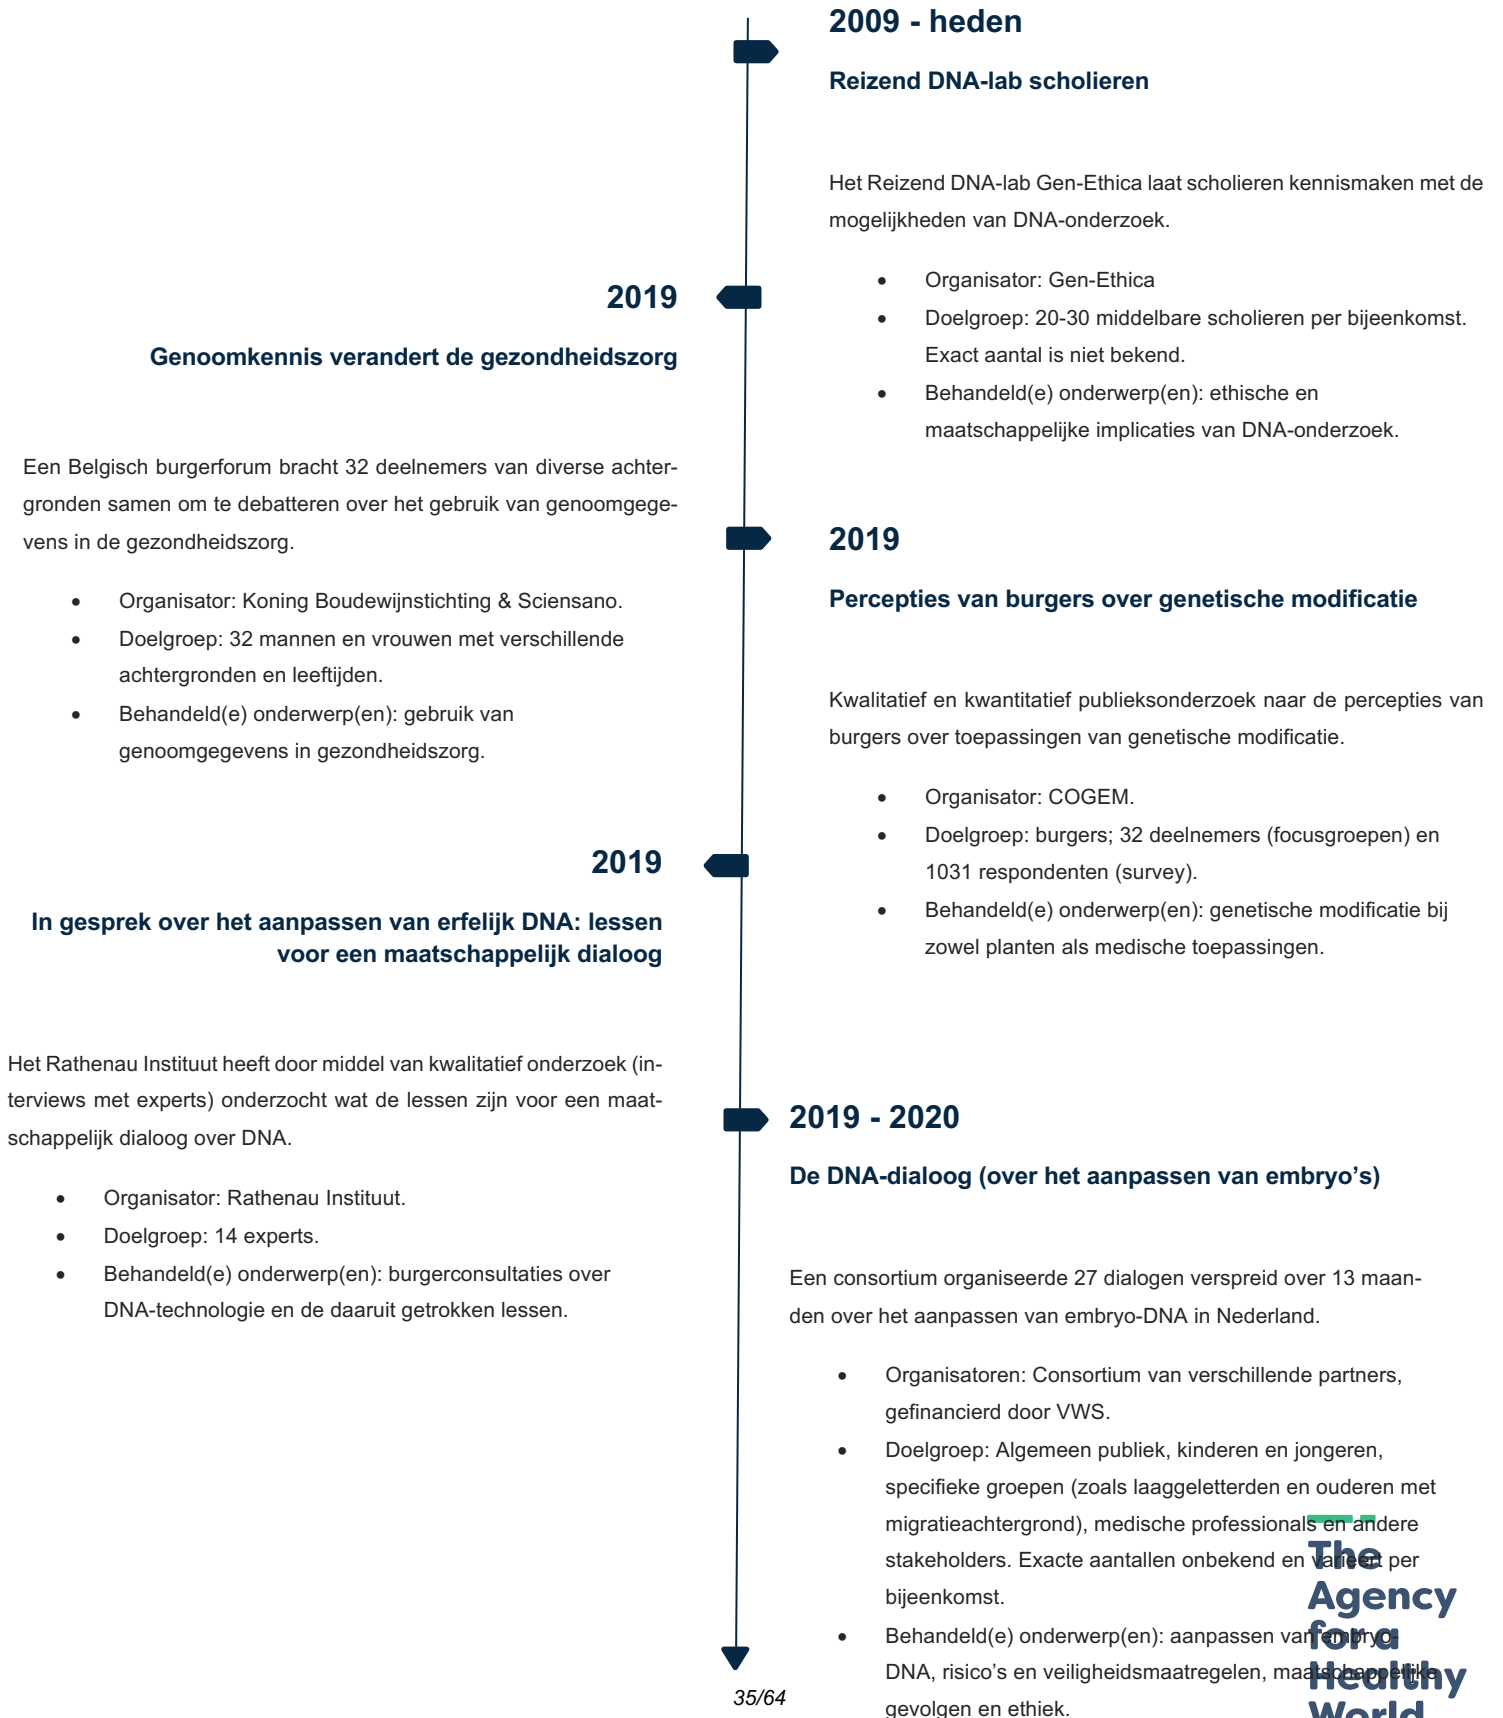 2009 - heden
Reizend DNA-lab scholieren
Het Reizend DNA-lab Gen-Ethica laat scholieren kennismaken met de
mogelijkheden van DNA-onderzoek.
• Organisator: Gen-Ethica
• Doelgroep: 20-30 middelbare scholieren per bijeenkomst.
Exact aantal is niet bekend.
• Behandeld(e) onderwerp(en): ethische en
maatschappelijke implicaties van DNA-onderzoek.
2019
Genoomkennis verandert de gezondheidszorg
Een Belgisch burgerforum bracht 32 deelnemers van diverse achter-
gronden samen om te debatteren over het gebruik van genoomgege-
vens in de gezondheidszorg.
• Organisator: Koning Boudewijnstichting & Sciensano.
• Doelgroep: 32 mannen en vrouwen met verschillende
achtergronden en leeftijden.
• Behandeld(e) onderwerp(en): gebruik van
genoomgegevens in gezondheidszorg.
2019
Percepties van burgers over genetische modificatie
Kwalitatief en kwantitatief publieksonderzoek naar de percepties van
burgers over toepassingen van genetische modificatie.
• Organisator: COGEM.
• Doelgroep: burgers; 32 deelnemers (focusgroepen) en
1031 respondenten (survey).
• Behandeld(e) onderwerp(en): genetische modificatie bij
zowel planten als medische toepassingen.
2019
In gesprek over het aanpassen van erfelijk DNA: lessen
voor een maatschappelijk dialoog
Het Rathenau Instituut heeft door middel van kwalitatief onderzoek (in-
terviews met experts) onderzocht wat de lessen zijn voor een maat-
schappelijk dialoog over DNA.
• Organisator: Rathenau Instituut.
• Doelgroep: 14 experts.
• Behandeld(e) onderwerp(en): burgerconsultaties over
DNA-technologie en de daaruit getrokken lessen.
2019 - 2020
De DNA-dialoog (over het aanpassen van embryo’s)
Een consortium organiseerde 27 dialogen verspreid over 13 maan-
den over het aanpassen van embryo-DNA in Nederland.
• Organisatoren: Consortium van verschillende partners,
gefinancierd door VWS.
• Doelgroep: Algemeen publiek, kinderen en jongeren,
specifieke groepen (zoals laaggeletterden en ouderen met
migratieachtergrond), medische professionals en andere
stakeholders. Exacte aantallen onbekend en varieert per
bijeenkomst.
• Behandeld(e) onderwerp(en): aanpassen van embryo-
DNA, risico’s en veiligheidsmaatregelen, maatschappelijke
gevolgen en ethiek.
35/64
The
Agency
for a
Healthy
World